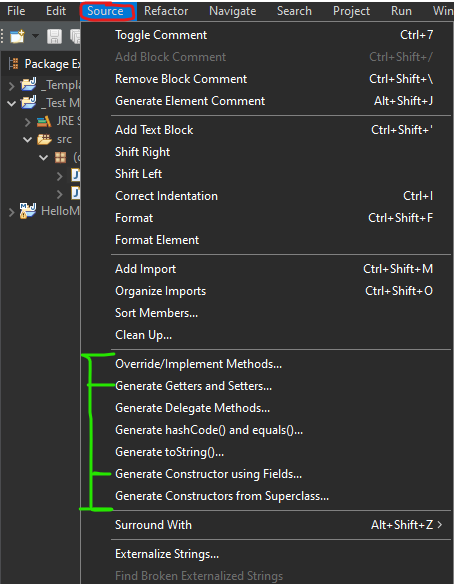 File Edit Source Refactor Navigate Search Project Run Win
Toggle Comment Ctrl+7
Add Block Comment Ctrl+Shift+/
Remove Block Comment Ctrl+Shift+\
Generate Element Comment Alt+Shift+J
Add Text Block Ctrl+Shift+'
Shift Right
Shift Left
Correct Indentation Ctrl+I
Format Ctrl+Shift+F
Format Element
Add Import Ctrl+Shift+M
Organize Imports Ctrl+Shift+O
Sort Members...
Clean Up...
Override/Implement Methods...
Generate Getters and Setters...
Generate Delegate Methods...
Generate hashCode() and equals()...
Generate toString()...
Generate Constructor using Fields...
Generate Constructors from Superclass...
Surround With Alt+Shift+Z >
Externalize Strings...
Find Broken Externalized Strings
Package Ex
_Templa
_Test M
JRE S
src
(d
HelloM